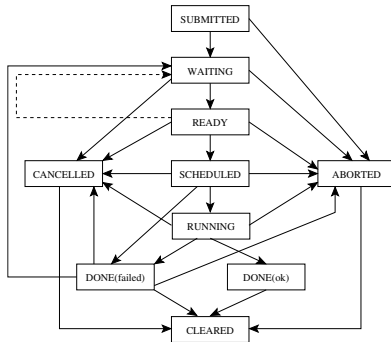 SUBMITTED
WAITING
READY
CANCELLED
SCHEDULED
ABORTED
RUNNING
DONE(failed)
DONE(ok)
CLEARED